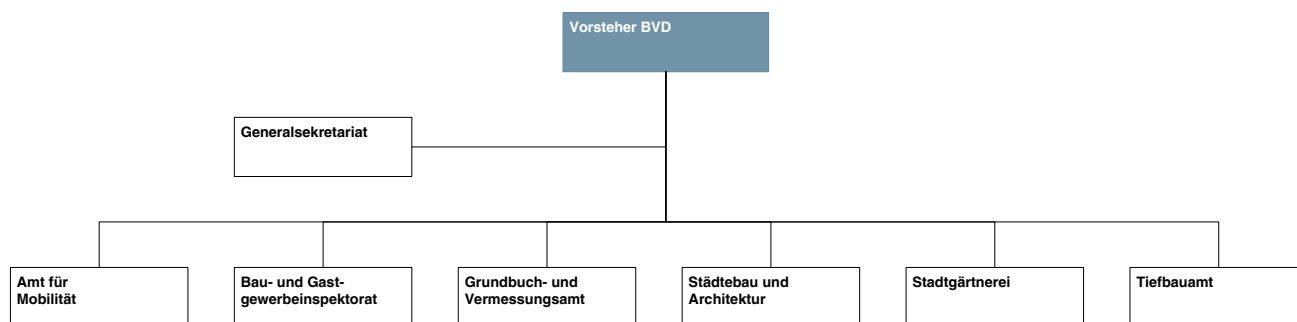 Vorsteher BVD
Generalsekretariat
Amt für
Mobilität
Bau- und Gast-
gewerbeinspektorat
Grundbuch- und
Vermessungsamt
Städtebau und
Architektur
Stadtgärtnerei
Tiefbauamt